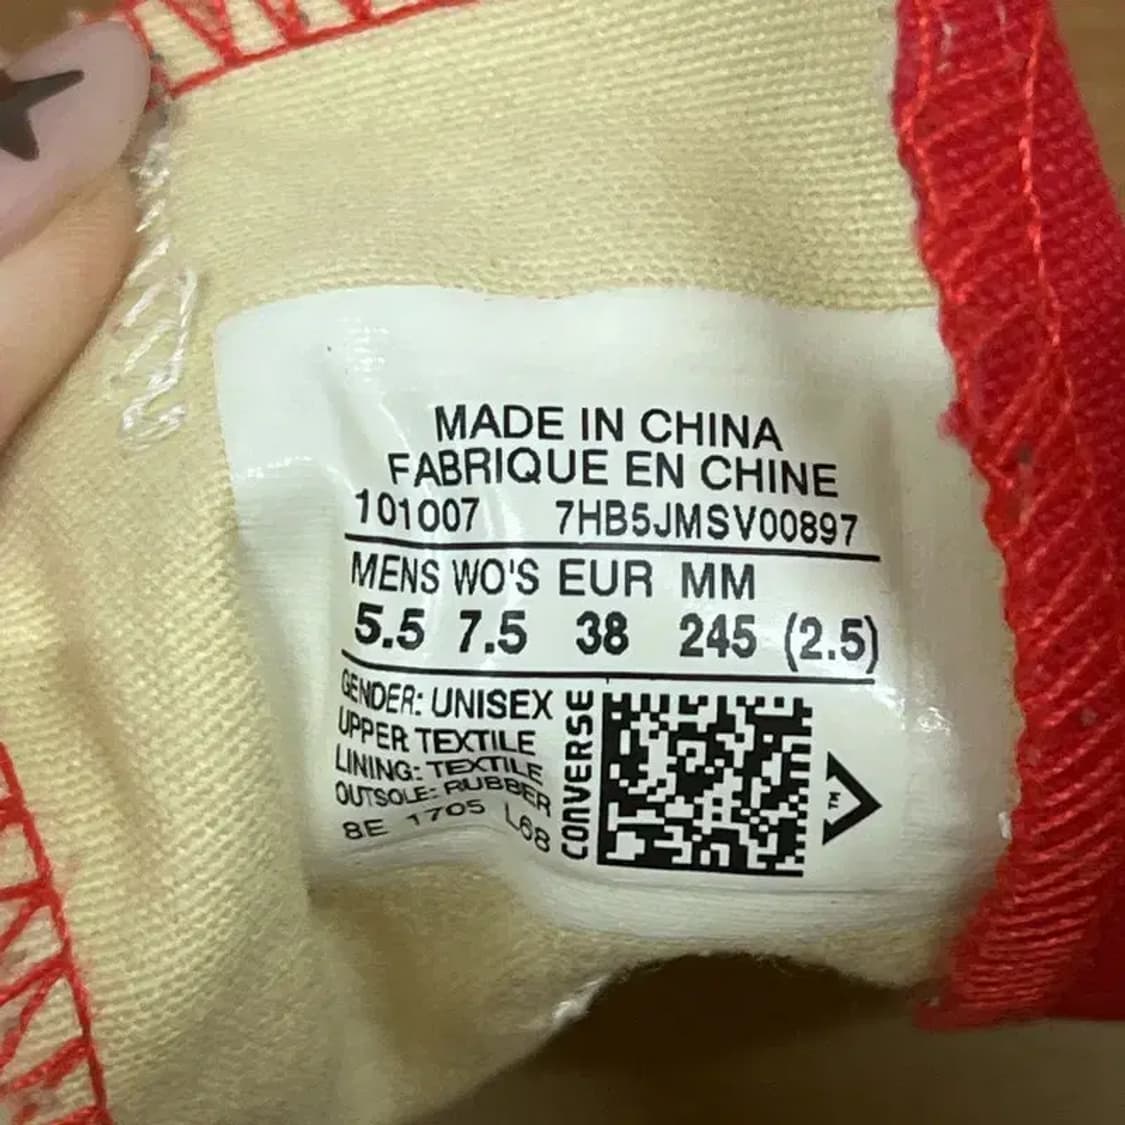 MADE IN CHINA
FABRIQUE EN CHINE
101007 7HB5JMSV00897
MENS WO'S EUR MM
5.5 7.5 38 245 (2.5)
GENDER: UNISEX
UPPER TEXTILE
LINING: TEXTILE
OUTSOLE: RUBBER
8E 1705 L68
CONVERSE
TM